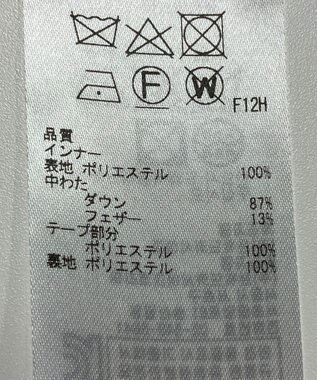 F
W
F12H
品質
インナー
表地 ポリエステル 100%
中わた
ダウン 87%
フェザー 13%
テープ部分
ポリエステル 100%
裏地 ポリエステル 100%